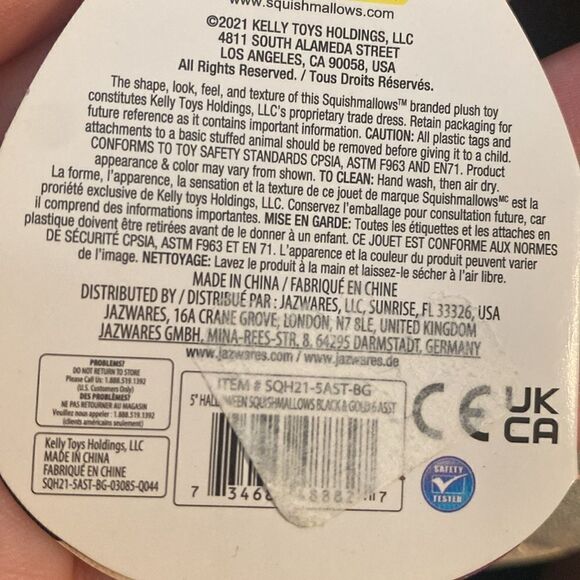 www.squishmallows.com
©2021 KELLY TOYS HOLDINGS, LLC
4811 SOUTH ALAMEDA STREET
LOS ANGELES, CA 90058, USA
All Rights Reserved. / Tous Droits Réservés.
The shape, look, feel, and texture of this Squishmallows™ branded plush toy
constitutes Kelly Toys Holdings, LLC's proprietary trade dress. Retain packaging for
future reference as it contains important information. CAUTION: All plastic tags and
attachments to a basic stuffed animal should be removed before giving it to a child.
CONFORMS TO TOY SAFETY STANDARDS CPSIA, ASTM F963 AND EN71. Product
appearance & color may vary from shown. TO CLEAN: Hand wash, then air dry.
La forme, l'apparence, la sensation et la texture de ce jouet de marque Squishmallows™ᶜ est la
proriété exclusive de Kelly toys Holdings, LLC. Conservez l'emballage pour consultation future, car
il comprend des informations importantes. MISE EN GARDE: Toutes les étiquettes et les attaches en
plastique doivent être retirées avant de le donner à un enfant. CE JOUET EST CONFORME AUX NORMES
DE SÉCURITÉ CPSIA, ASTM F963 ET EN 71. L'apparence et la couleur du produit peuvent varier
de l'image. NETTOYAGE: Lavez le produit à la main et laissez-le sécher à l'air libre.
MADE IN CHINA / FABRIQUÉ EN CHINE
DISTRIBUTED BY / DISTRIBUÉ PAR : JAZWARES, LLC, SUNRISE, FL 33326, USA
JAZWARES, 16A CRANE GROVE, LONDON, N7 8LE, UNITED KINGDOM
JAZWARES GMBH, MINA-REES-STR, 8, 64295 DARMSTADT, GERMANY
www.jazwares.com / www.jazwares.de
PROBLEMS?
DO NOT RETURN TO STORE
Please Call Us: 1.888.519.1392
(U.S. Customers Only)
DES PROBLÈMES?
NE PAS RETOURNER AU MAGASIN
Veuillez nous appeler : 1.888.519.1392
(clients américains seulement)
Kelly Toys Holdings, LLC
MADE IN CHINA
FABRIQUÉ EN CHINE
SQH21-5AST-BG-03085-Q044
ITEM # SQH21-5AST-BG
5" HALLOWEEN SQUISHMALLOWS BLACK & GOLD 6 ASST
7 7
CE
UK
CA
SAFETY
TESTED